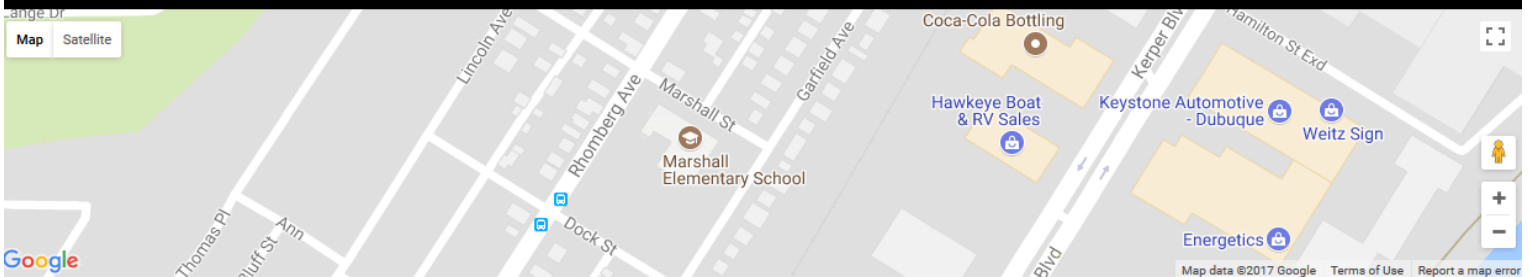 Lange Dr
Map
Satellite
Lincoln Ave
Rhomberg Ave
Marshall St
Garfield Ave
Coca-Cola Bottling
Kerper Blv
Hamilton St Exd
Hawkeye Boat
& RV Sales
Keystone Automotive
- Dubuque
Weitz Sign
Marshall
Elementary School
Thomas Pl
Bluff St
Ann
Dock St
Blvd
Energetics
Google
Map data ©2017 Google
Terms of Use
Report a map error